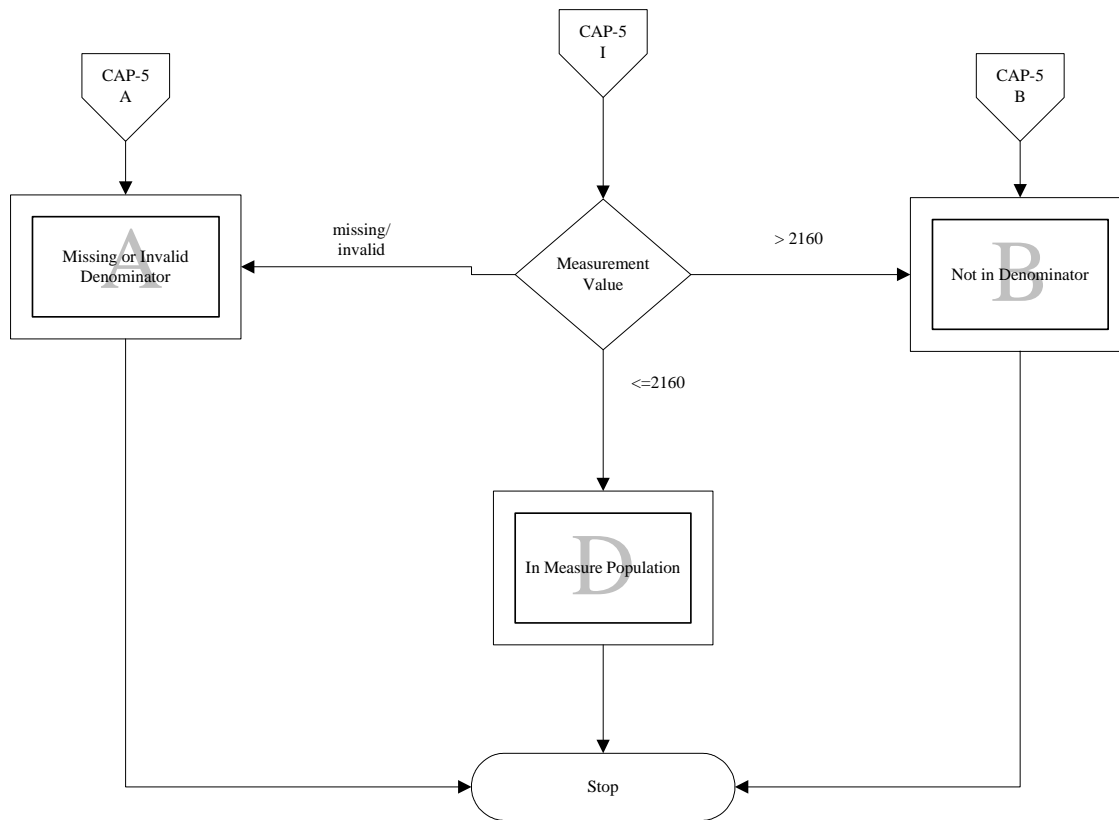 CAP-5
I
CAP-5
A
CAP-5
B
missing/
invalid
> 2160
Measurement
Value
A
Missing or Invalid
Denominator
B
Not in Denominator
<=2160
D
In Measure Population
Stop